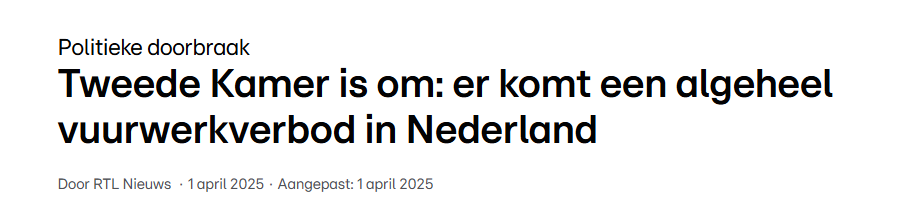 Politieke doorbraak
Tweede Kamer is om: er komt een algeheel
vuurwerkverbod in Nederland
Door RTL Nieuws · 1 april 2025 · Aangepast: 1 april 2025